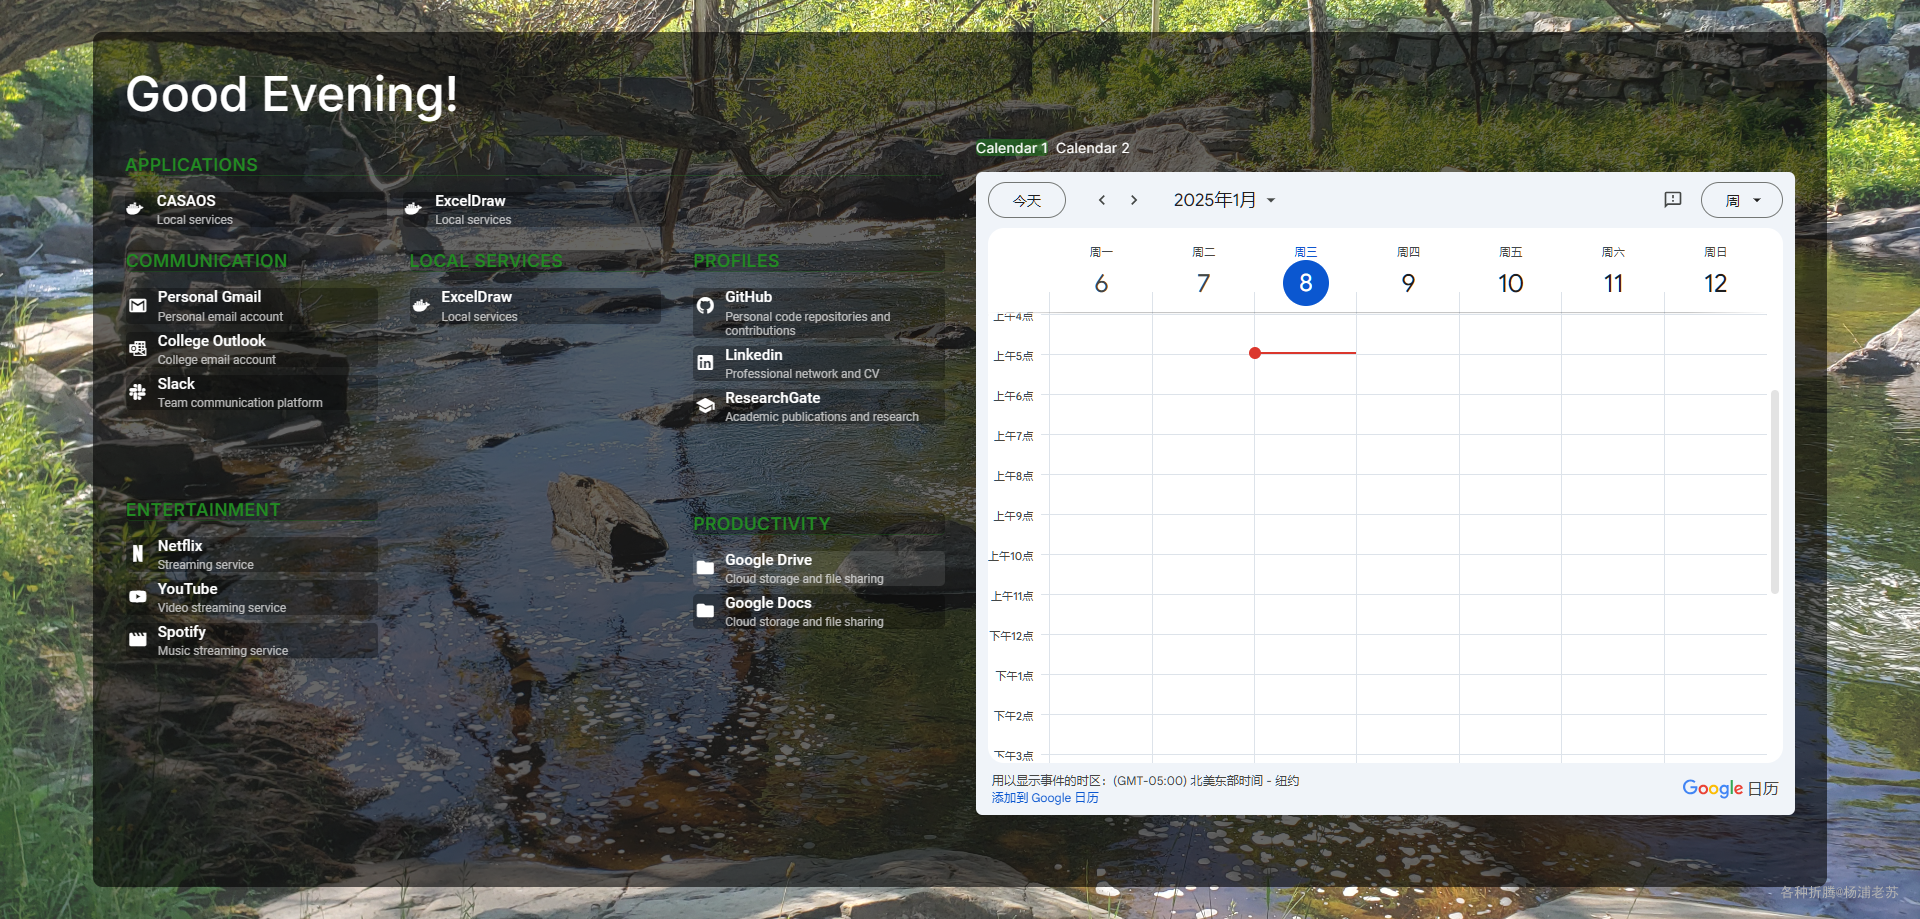 Good Evening!
APPLICATIONS
CASAOS
Local services
ExcelDraw
Local services
COMMUNICATION
Personal Gmail
Personal email account
College Outlook
College email account
Slack
Team communication platform
LOCAL SERVICES
ExcelDraw
Local services
PROFILES
GitHub
Personal code repositories and
contributions
Linkedin
Professional network and CV
ResearchGate
Academic publications and research
ENTERTAINMENT
Netflix
Streaming service
YouTube
Video streaming service
Spotify
Music streaming service
PRODUCTIVITY
Google Drive
Cloud storage and file sharing
Google Docs
Cloud storage and file sharing
Calendar 1 Calendar 2
今天 2025年1月 周
周一 周二 周三 周四 周五 周六 周日
6 7 8 9 10 11 12
上午4点
上午5点
上午6点
上午7点
上午8点
上午9点
上午10点
上午11点
下午12点
下午1点
下午2点
下午3点
用以显示事件的时区：(GMT-05:00) 北美东部时间 - 纽约
添加到 Google 日历
Google 日历
各种折腾@杨浦老苏